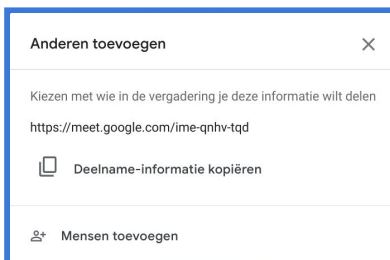 Anderen toevoegen
Kiezen met wie in de vergadering je deze informatie wilt delen
https://meet.google.com/ime-qnhv-tqd
Deelname-informatie kopiëren
Mensen toevoegen